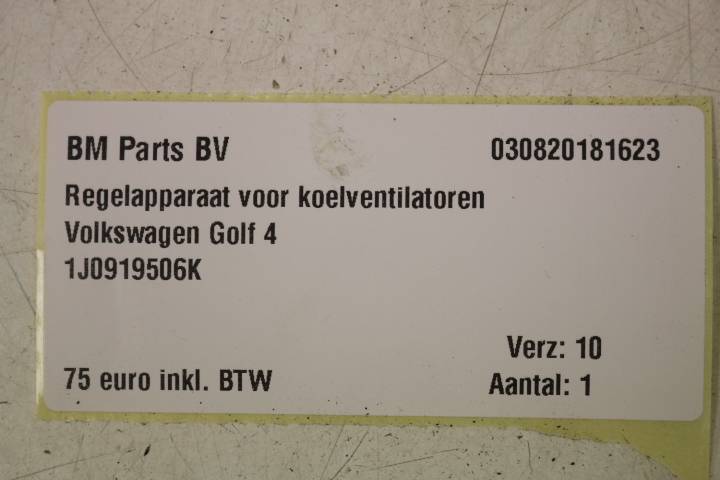 BM Parts BV 030820181623
Regelapparaat voor koelventilatoren
Volkswagen Golf 4
1J0919506K
Verz: 10
75 euro inkl. BTW Aantal: 1